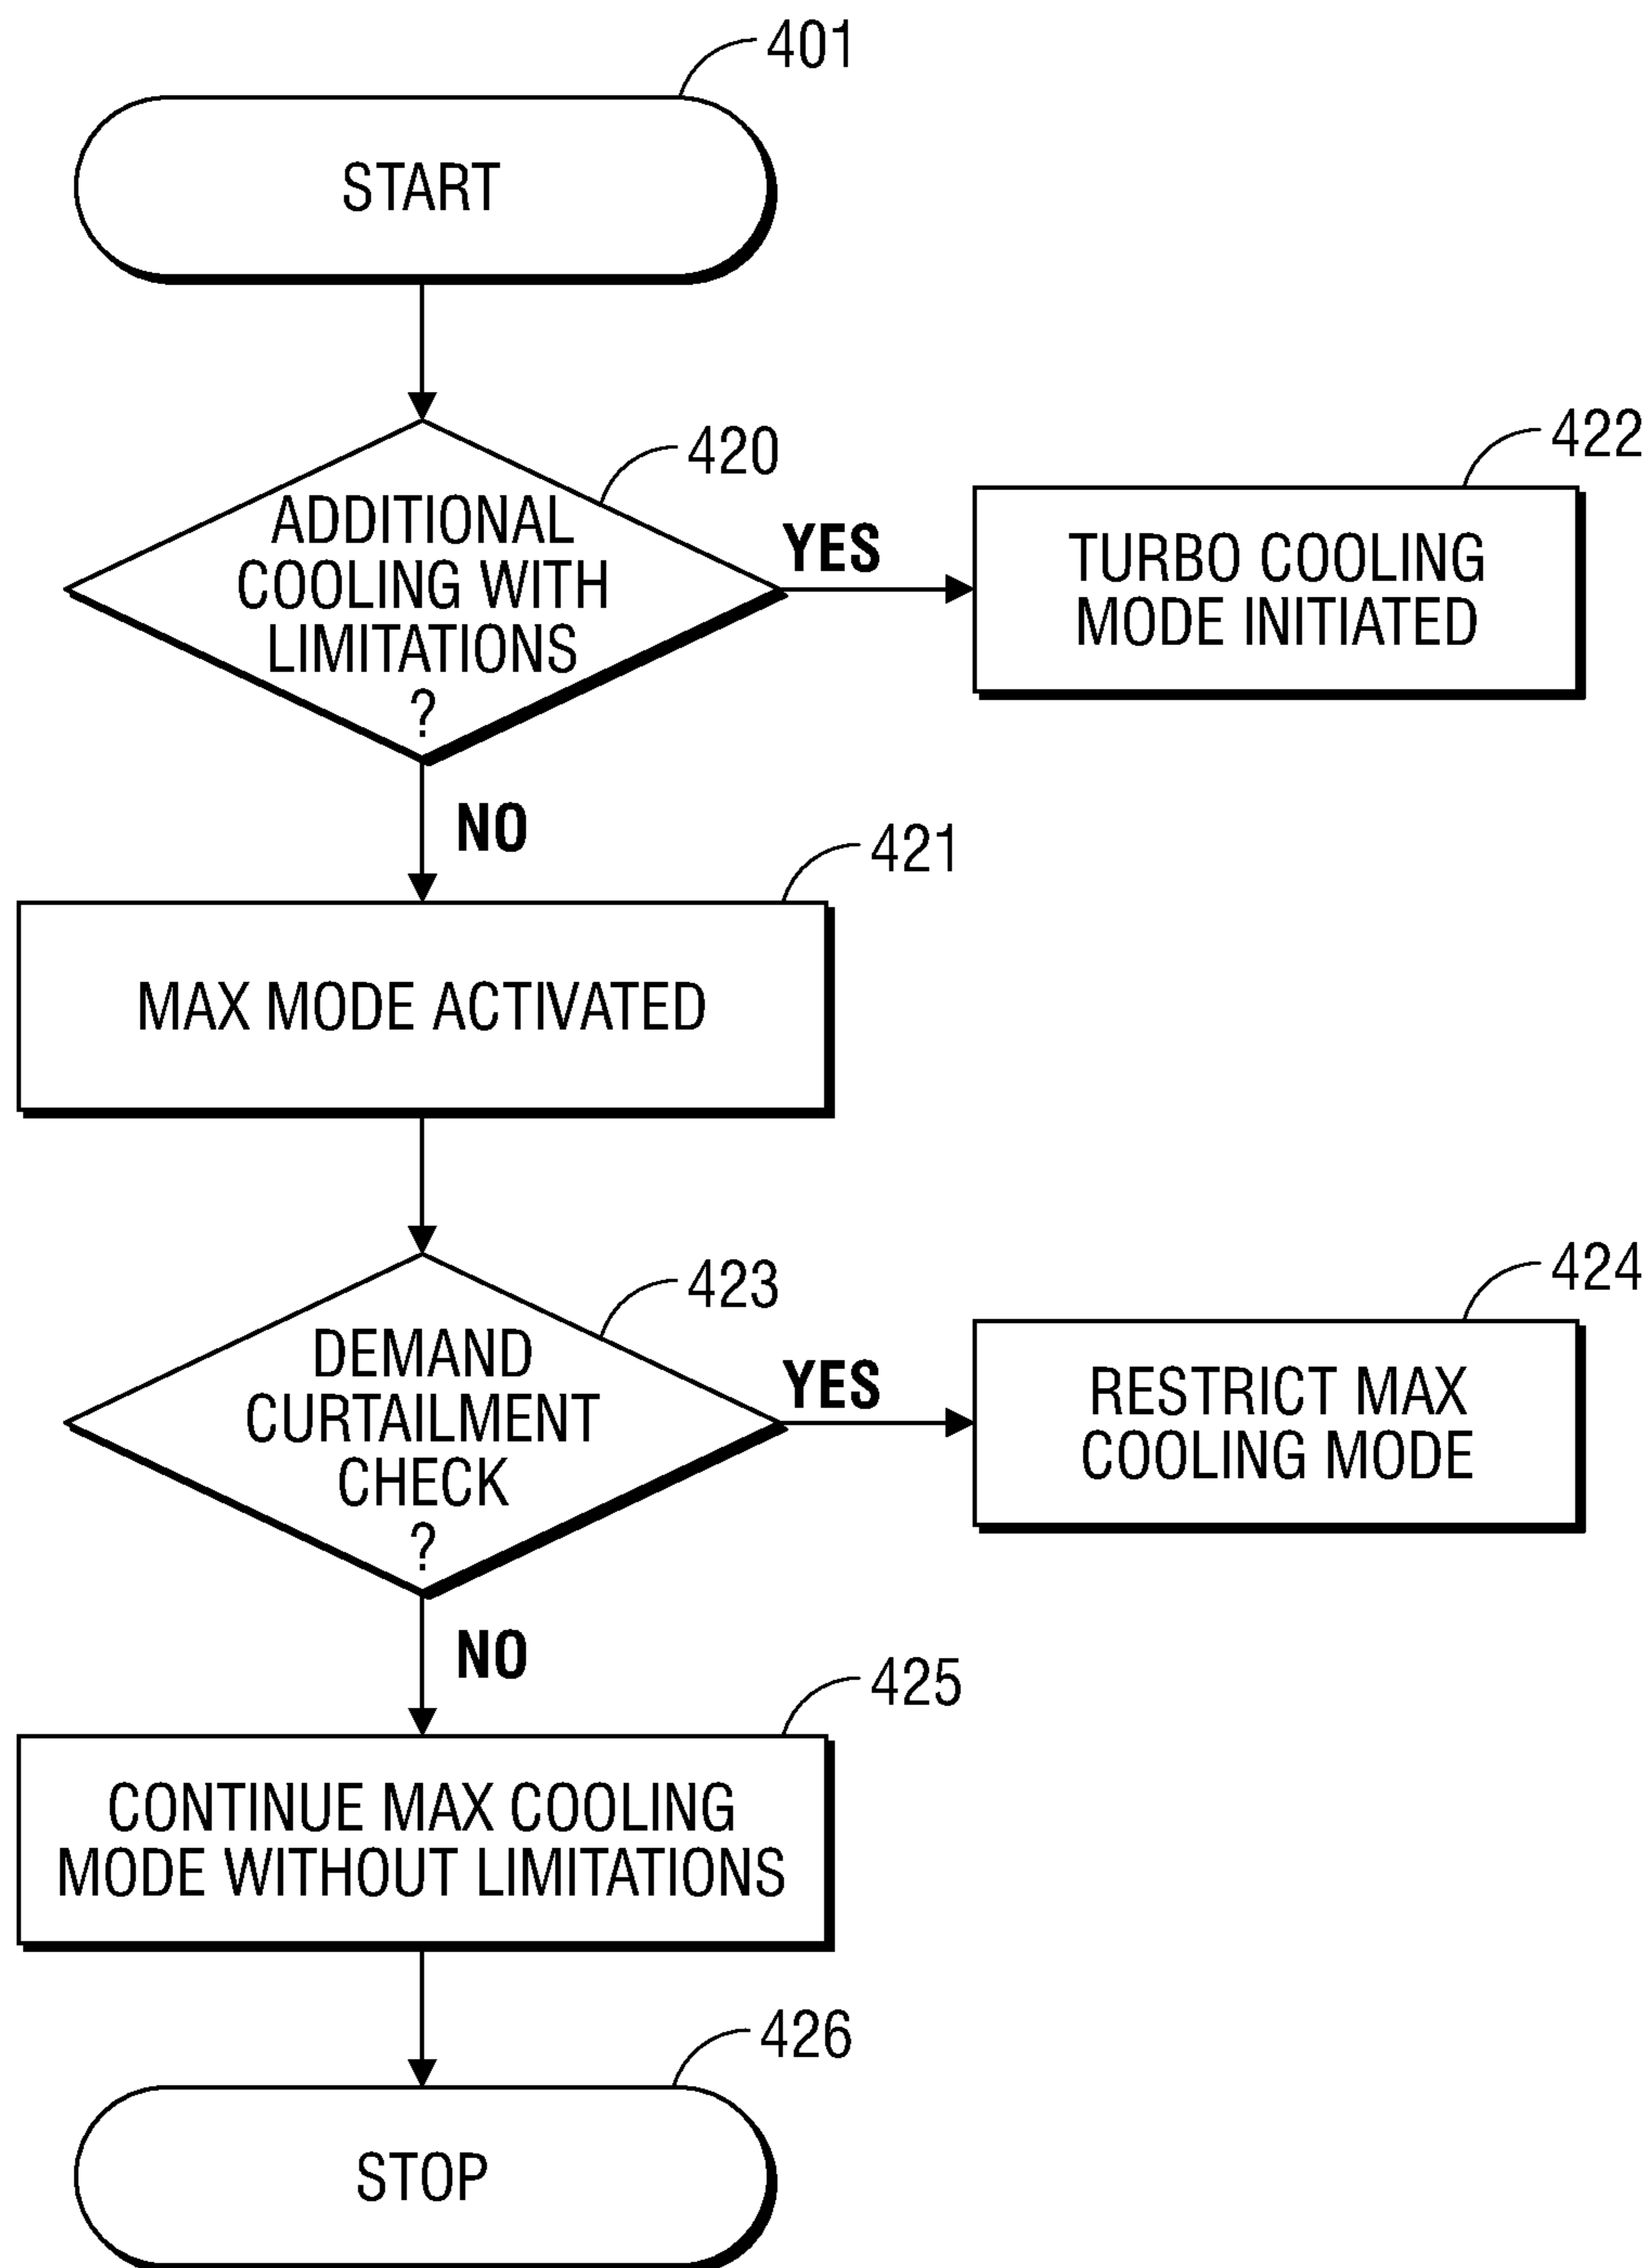 401
START
420
ADDITIONAL
COOLING WITH
LIMITATIONS
?
YES
422
TURBO COOLING
MODE INITIATED
NO
421
MAX MODE ACTIVATED
423
DEMAND
CURTAILMENT
CHECK
?
YES
424
RESTRICT MAX
COOLING MODE
NO
425
CONTINUE MAX COOLING
MODE WITHOUT LIMITATIONS
426
STOP